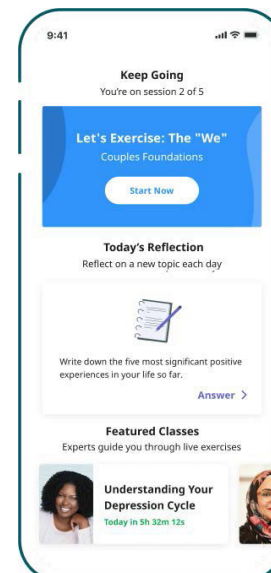 9:41
Keep Going
You're on session 2 of 5
Let's Exercise: The "We"
Couples Foundations
Start Now
Today's Reflection
Reflect on a new topic each day
Write down the five most significant positive
experiences in your life so far.
Answer >
Featured Classes
Experts guide you through live exercises
Understanding Your
Depression Cycle
Today in 5h 32m 12s